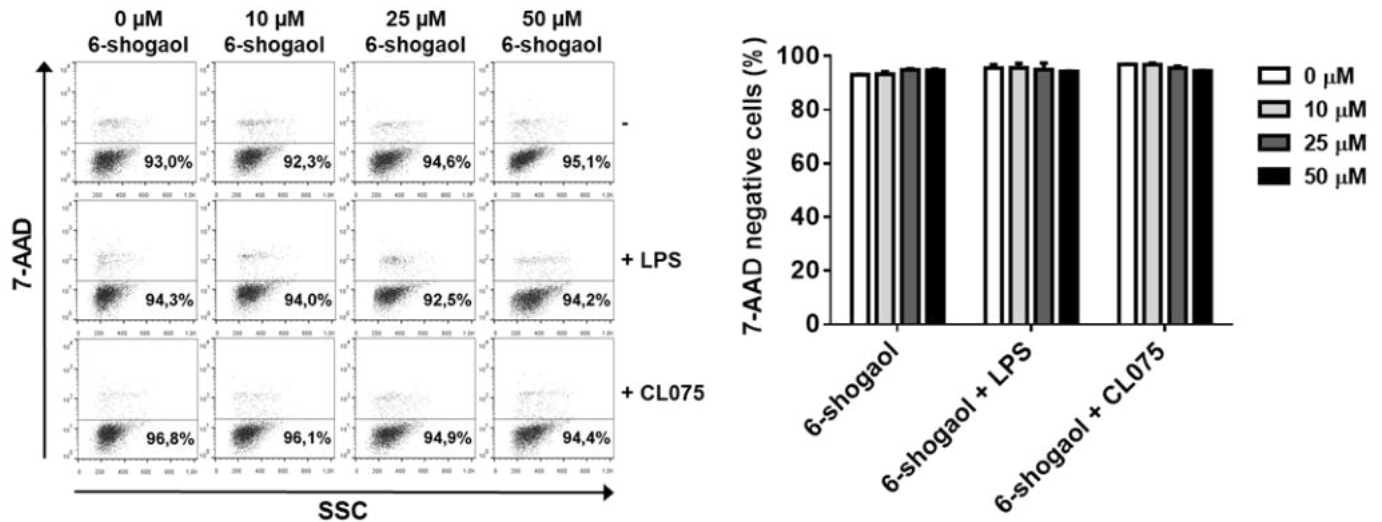 0 µM 10 µM 25 µM 50 µM
6-shogaol 6-shogaol 6-shogaol 6-shogaol
7-AAD
93,0% 92,3% 94,6% 95,1% -
94,3% 94,0% 92,5% 94,2% + LPS
96,8% 96,1% 94,9% 94,4% + CL075
SSC
7-AAD negative cells (%)
100
80
60
40
20
0
6-shogaol
6-shogaol + LPS
6-shogaol + CL075
0 µM
10 µM
25 µM
50 µM